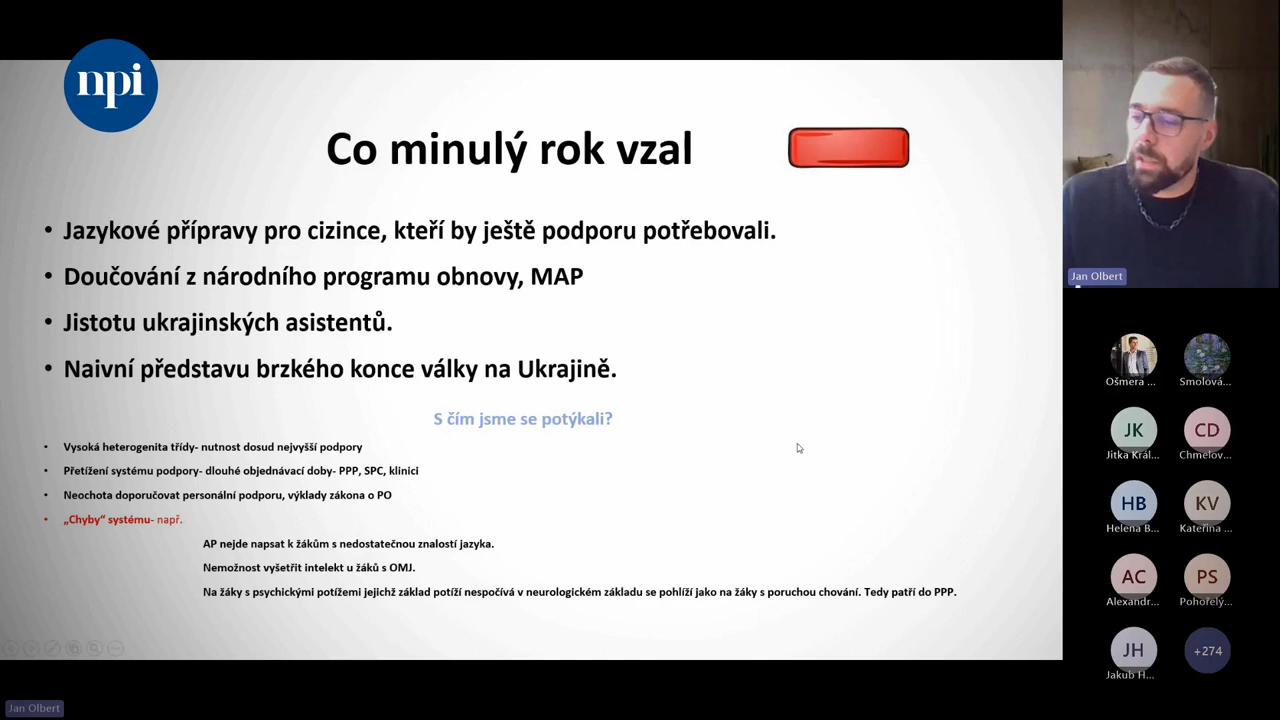 npi
Co minulý rok vzal
• Jazykové přípravy pro cizince, kteří by ještě podporu potřebovali.
• Doučování z národního programu obnovy, MAP
• Jistotu ukrajinských asistentů.
• Naivní představu brzkého konce války na Ukrajině.
S čím jsme se potýkali?
• Vysoká heterogenita třídy- nutnost dosud nejvyšší podpory
• Přetížení systému podpory- dlouhé objednávací doby- PPP, SPC, klinici
• Neochota doporučovat personální podporu, výklady zákona o PO
• „Chyby“ systému- např.
AP nejde napsat k žákům s nedostatečnou znalostí jazyka.
Nemožnost vyšetřit intelekt u žáků s OMJ.
Na žáky s psychickými potížemi jejichž základ potíží nespočívá v neurologickém základu se pohlíží jako na žáky s poruchou chování. Tedy patří do PPP.
Jan Olbert
Ošmera ...
Smolová...
JK
Jitka Král...
CD
Chmelov...
HB
Helena B...
KV
Kateřina ...
AC
Alexandr...
PS
Pohořelý...
JH
Jakub H...
+274
Jan Olbert